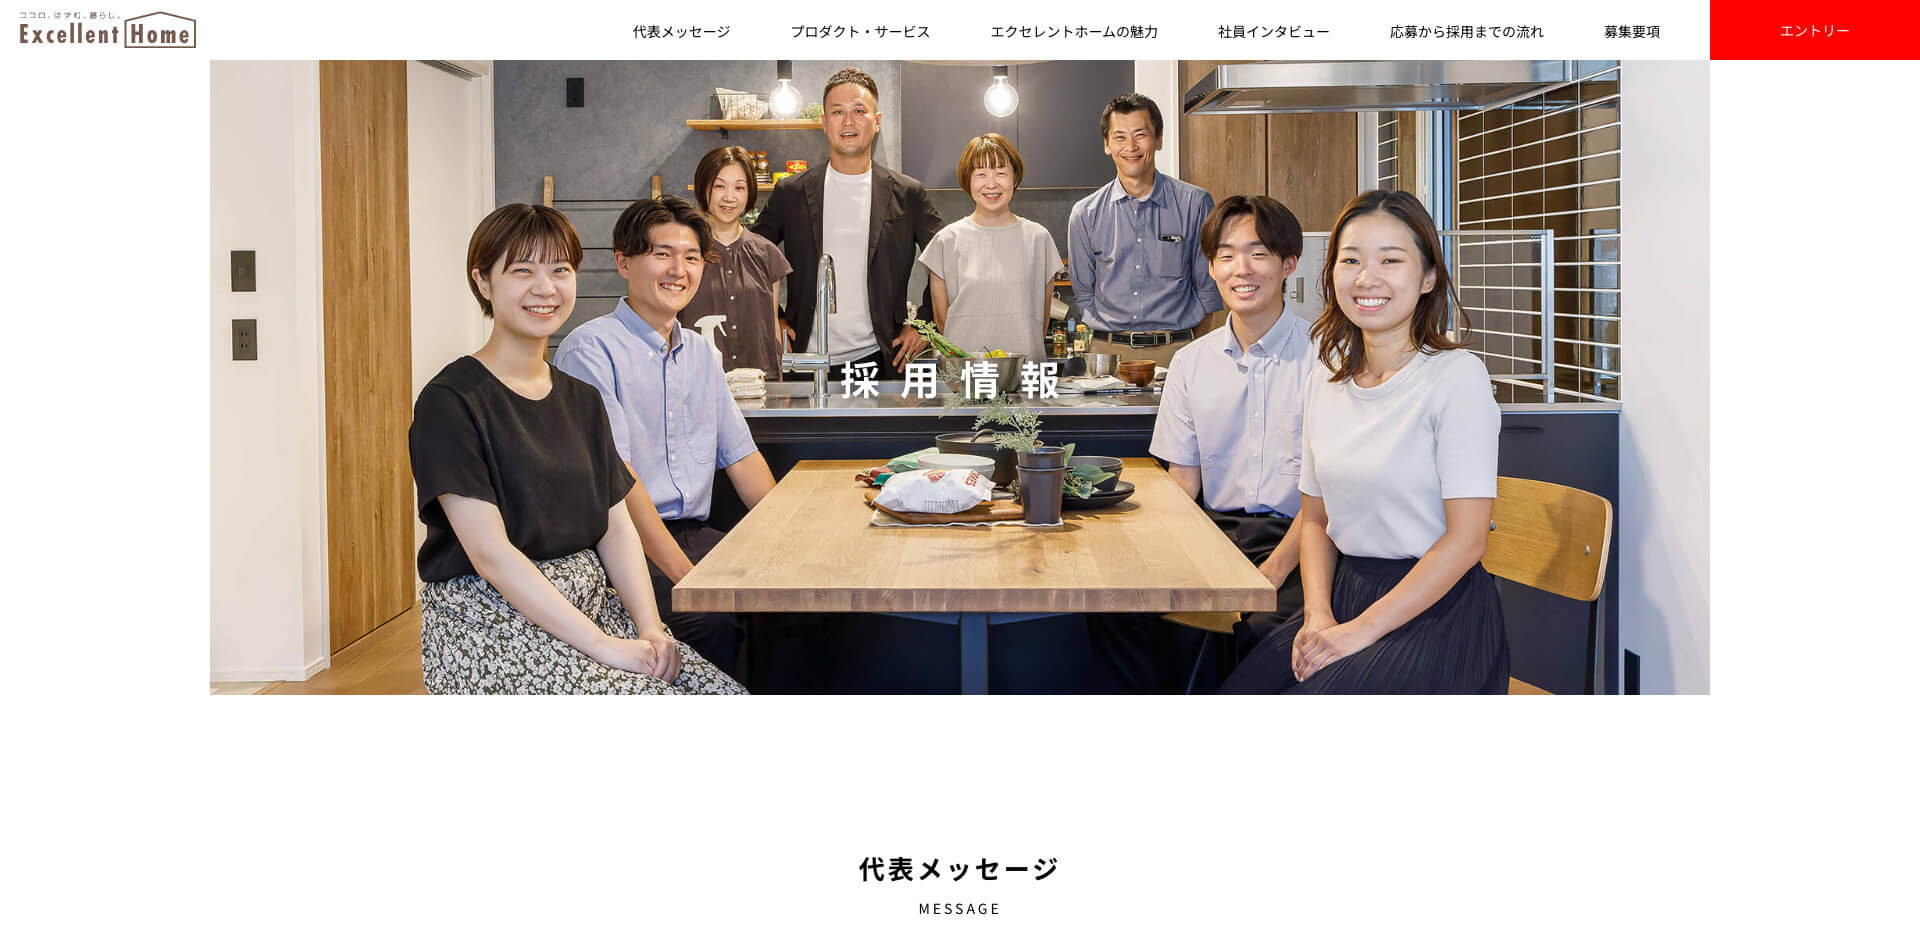 ココロ、はずむ、暮らし。
Excellent Home
代表メッセージ
プロダクト・サービス
エクセレントホームの魅力
社員インタビュー
応募から採用までの流れ
募集要項
エントリー
採用情報
代表メッセージ
MESSAGE